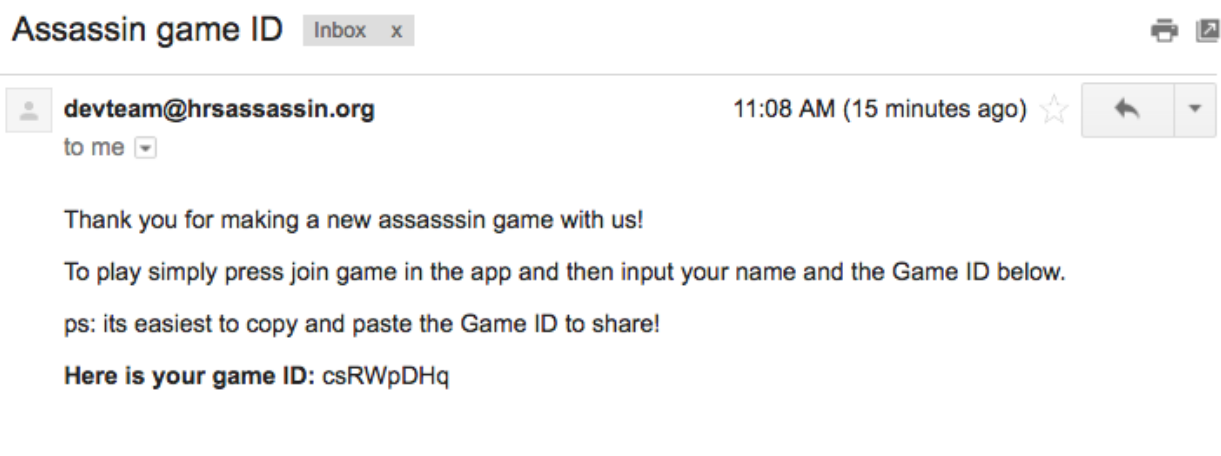 Assassin game ID Inbox x
devteam@hrsassassin.org 11:08 AM (15 minutes ago)
to me
Thank you for making a new assasssin game with us!
To play simply press join game in the app and then input your name and the Game ID below.
ps: its easiest to copy and paste the Game ID to share!
Here is your game ID: csRWpDHq